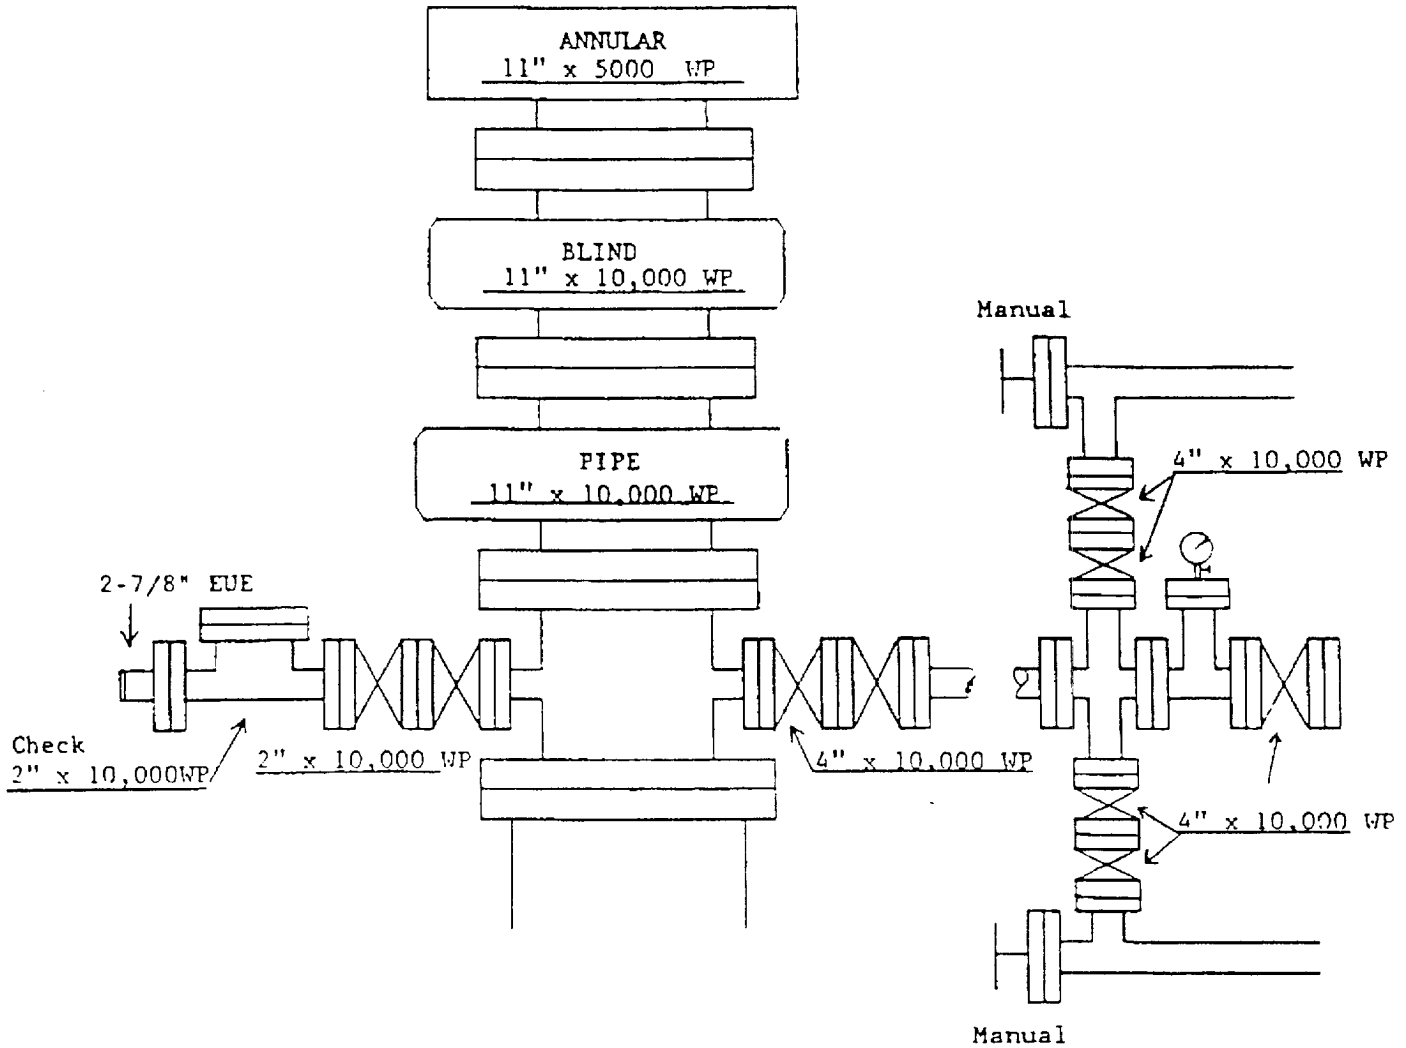 ANNULAR
11" x 5000 WP
BLIND
11" x 10,000 WP
Manual
PIPE
11" x 10,000 WP
4" x 10,000 WP
2-7/8" EUE
Check
2" x 10,000WP
2" x 10,000 WP
4" x 10,000 WP
4" x 10,000 WP
Manual